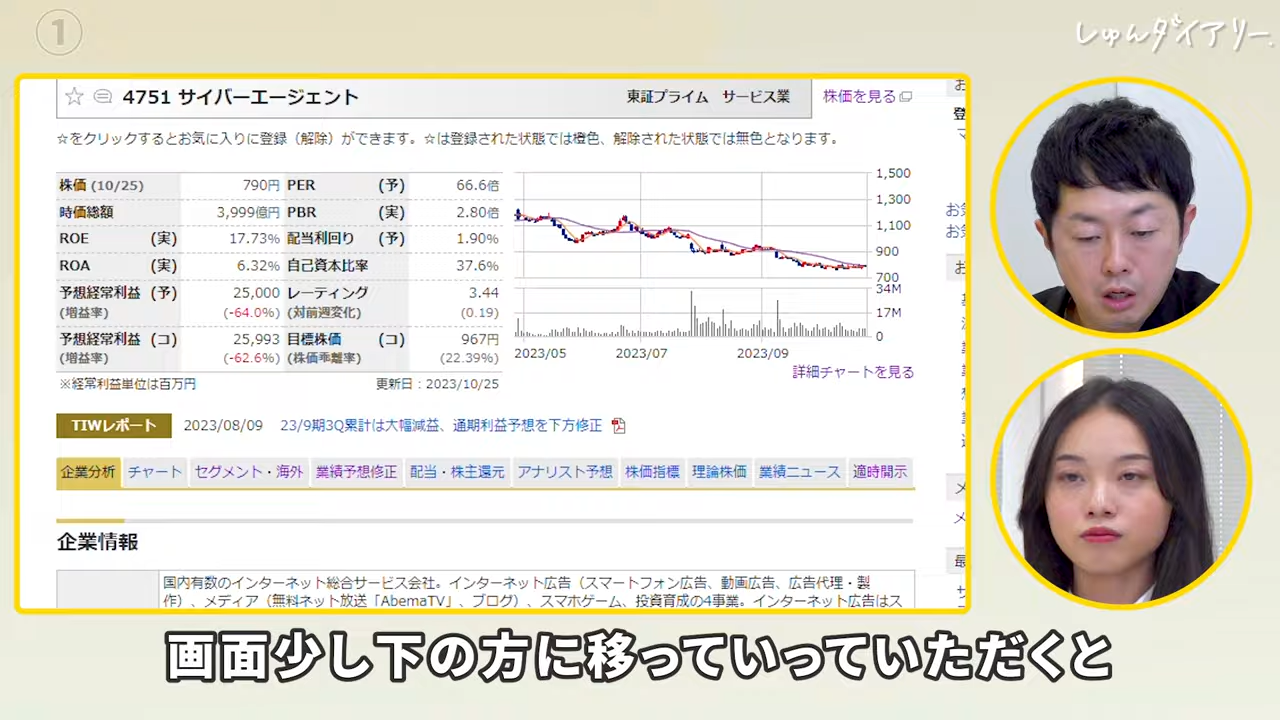 ①
しゅんダイアリー.
☆ 4751 サイバーエージェント 東証プライム サービス業 株価を見る
☆をクリックするとお気に入りに登録（解除）ができます。☆は登録された状態では橙色、解除された状態では無色となります。
株価 (10/25) 790円 PER (予) 66.6倍
時価総額 3,999億円 PBR (実) 2.80倍
ROE (実) 17.73% 配当利回り (予) 1.90%
ROA (実) 6.32% 自己資本比率 37.6%
予想経常利益 (予) 25,000 レーティング 3.44
(増益率) (-64.0%) (対前週変化) (0.19)
予想経常利益 (コ) 25,993 目標株価 (コ) 967円
(増益率) (-62.6%) (株価乖離率) (22.39%)
※経常利益単位は百万円 更新日：2023/10/25
1,500
1,300
1,100
900
700
34M
17M
0
2023/05 2023/07 2023/09
詳細チャートを見る
TIWレポート 2023/08/09 23/9期3Q累計は大幅減益、通期利益予想を下方修正
企業分析 チャート セグメント・海外 業績予想修正 配当・株主還元 アナリスト予想 株価指標 理論株価 業績ニュース 適時開示
企業情報
国内有数のインターネット総合サービス会社。インターネット広告（スマートフォン広告、動画広告、広告代理・製
作）、メディア（無料ネット放送「AbemaTV」、ブログ）、スマホゲーム、投資育成の4事業。インターネット広告はス
画面少し下の方に移っていっていただくと